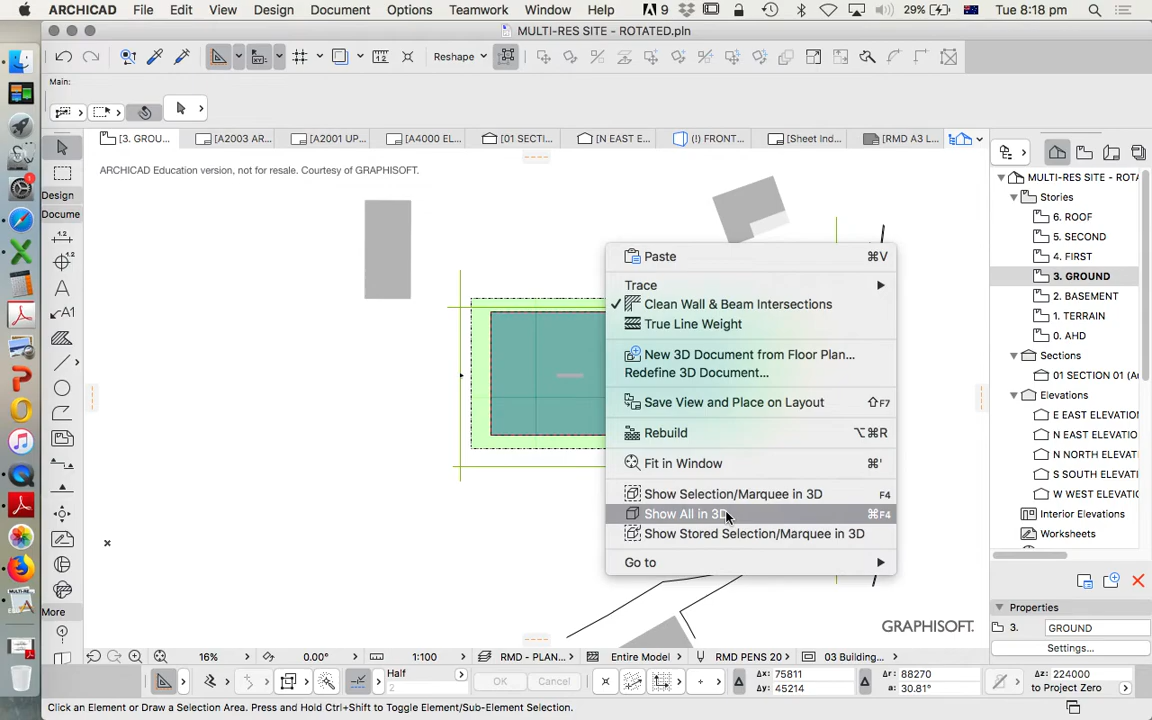 ARCHICAD File Edit View Design Document Options Teamwork Window Help 9 29% Tue 8:18 pm
MULTI-RES SITE - ROTATED.pln
Reshape
Main:
[3. GROU... [A2003 AR... [A2001 UP... [A4000 EL... [01 SECTI... [N EAST E... (!) FRONT... [Sheet Ind... [RMD A3 L...
ARCHICAD Education version, not for resale. Courtesy of GRAPHISOFT.
Design
Docume
More
Paste ⌘V
Trace
✓ Clean Wall & Beam Intersections
True Line Weight
New 3D Document from Floor Plan...
Redefine 3D Document...
Save View and Place on Layout ⇧F7
Rebuild ⌥⌘R
Fit in Window ⌘'
Show Selection/Marquee in 3D F4
Show All in 3D ⌘F4
Show Stored Selection/Marquee in 3D
Go to
MULTI-RES SITE - ROTA
Stories
6. ROOF
5. SECOND
4. FIRST
3. GROUND
2. BASEMENT
1. TERRAIN
0. AHD
Sections
01 SECTION 01 (Au
Elevations
E EAST ELEVATIO
N EAST ELEVATIO
N NORTH ELEVATI
S SOUTH ELEVATI
W WEST ELEVATIO
Interior Elevations
Worksheets
Properties
3. GROUND
Settings...
GRAPHISOFT.
16% 0.00° 1:100 RMD - PLAN... Entire Model RMD PENS 20 03 Building...
Half
2
OK Cancel
Δx: 75811
Δy: 45214
Δr: 88270
a: 30.81°
Δz: 224000
to Project Zero
Click an Element or Draw a Selection Area. Press and Hold Ctrl+Shift to Toggle Element/Sub-Element Selection.